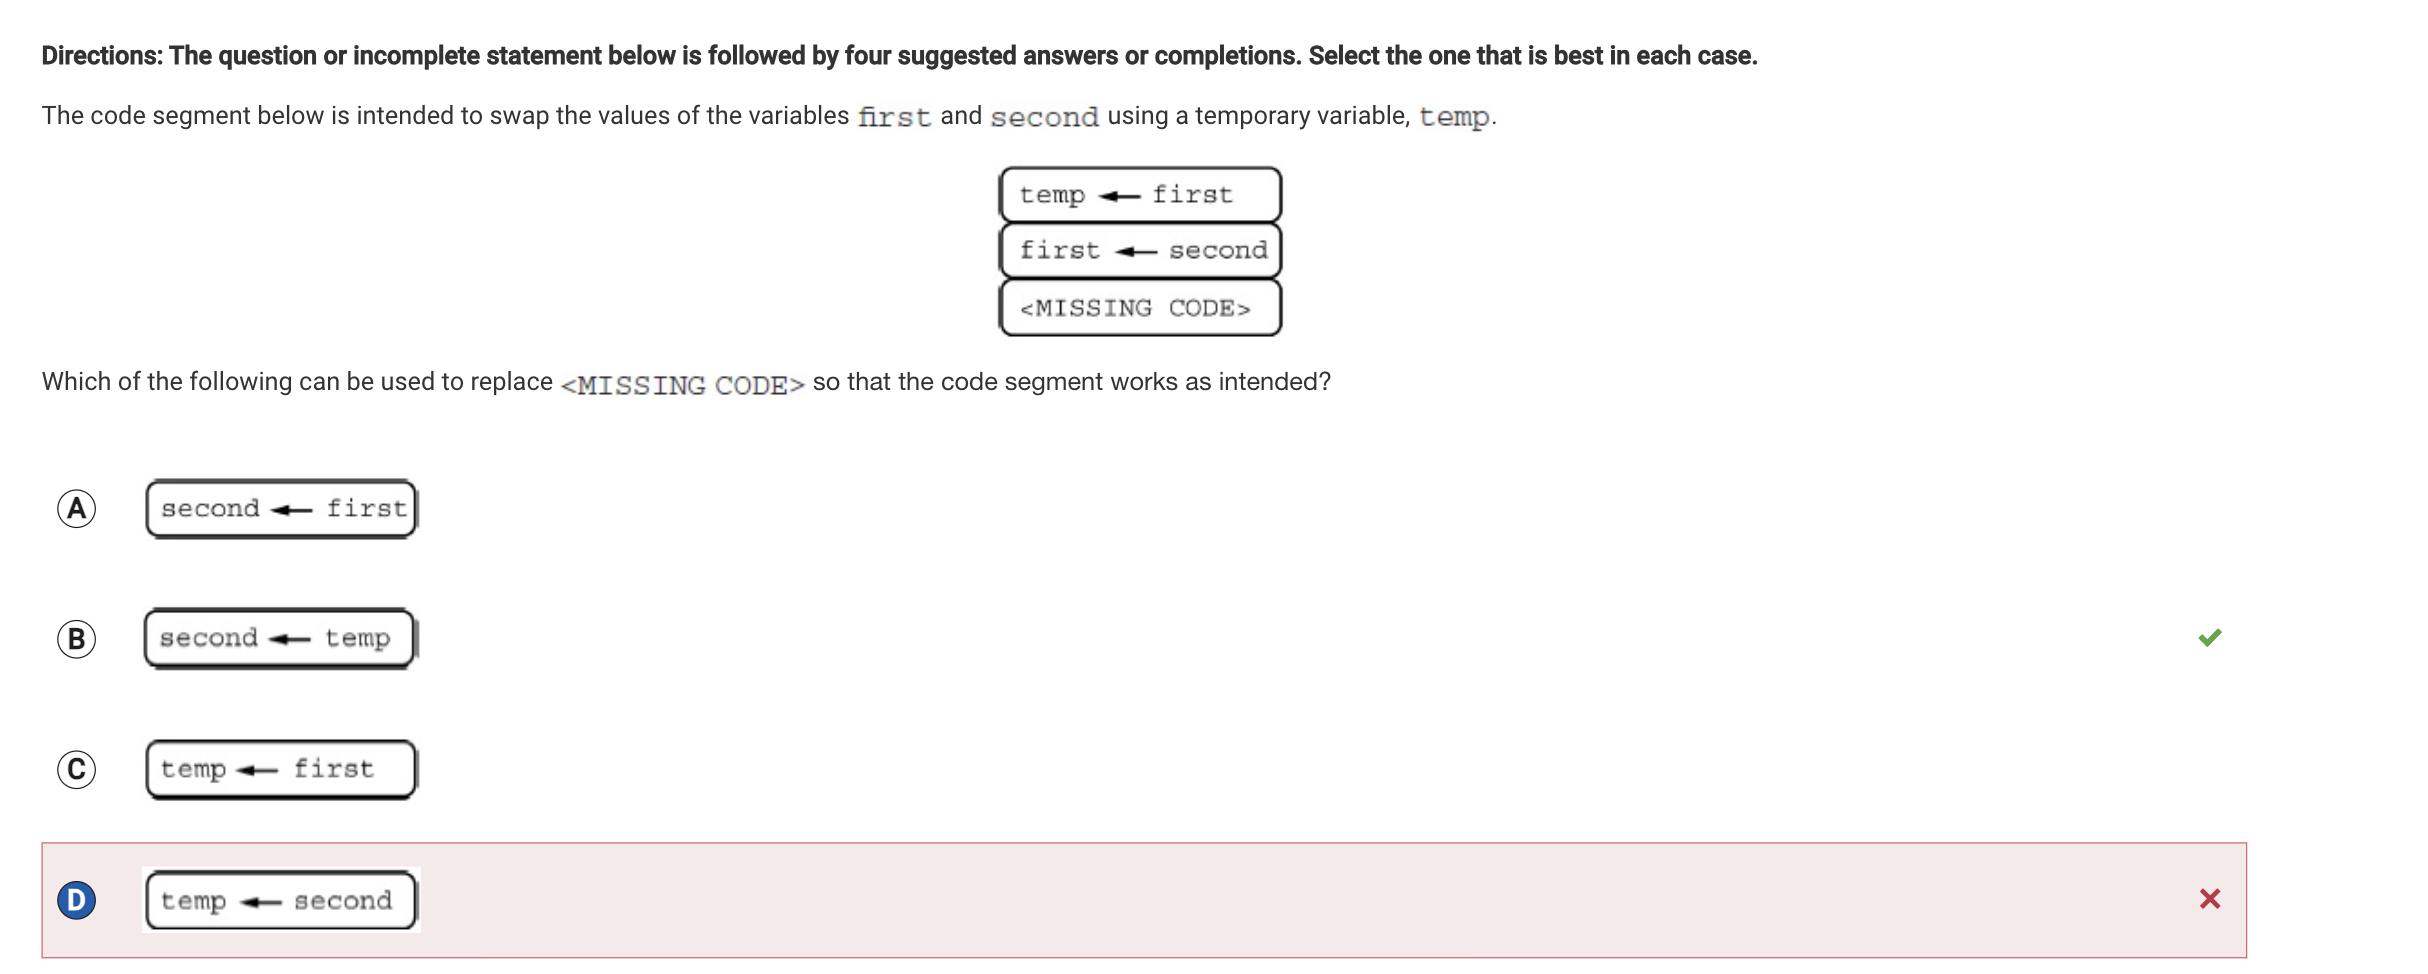 Directions: The question or incomplete statement below is followed by four suggested answers or completions. Select the one that is best in each case.
The code segment below is intended to swap the values of the variables first and second using a temporary variable, temp.
temp ← first
first ← second
<MISSING CODE>
Which of the following can be used to replace <MISSING CODE> so that the code segment works as intended?
A second ← first
B second ← temp
C temp ← first
D temp ← second